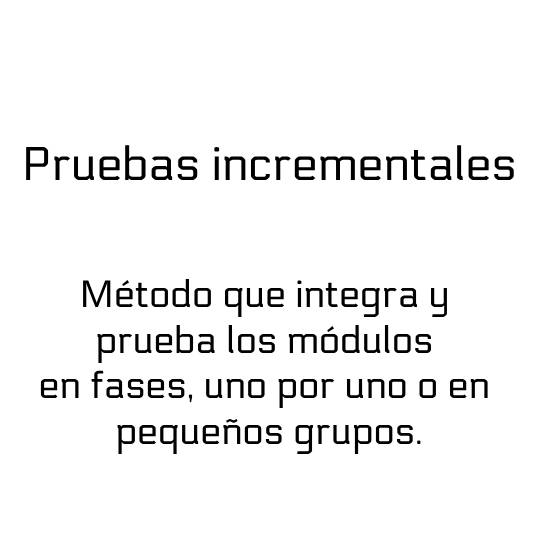 Pruebas incrementales
Método que integra y
prueba los módulos
en fases, uno por uno o en
pequeños grupos.